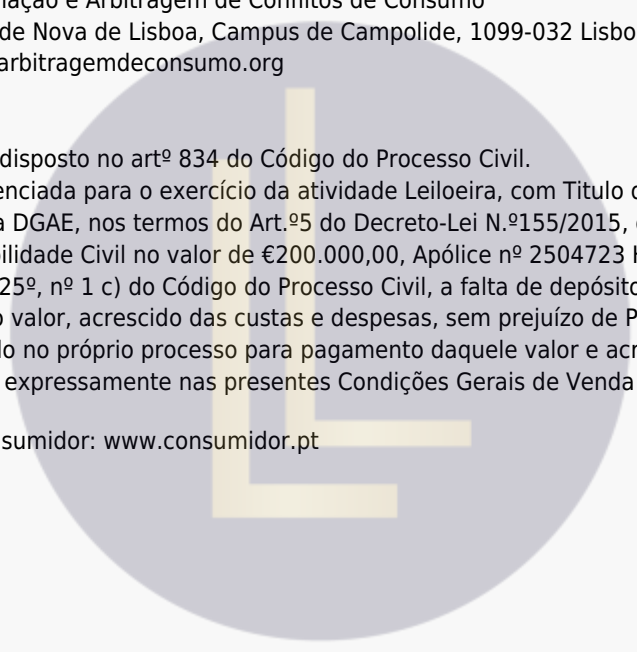 ação e Arbitragem de Conflitos de Consumo
de Nova de Lisboa, Campus de Campolide, 1099-032 Lisbo
arbitragemdeconsumo.org
disposto no artº 834 do Código do Processo Civil.
enciada para o exercício da atividade Leiloeira, com Titulo
a DGAE, nos termos do Art.º5 do Decreto-Lei N.º155/2015,
ilidade Civil no valor de €200.000,00, Apólice nº 2504723
25º, nº 1 c) do Código do Processo Civil, a falta de depósito
valor, acrescido das custas e despesas, sem prejuízo de P
do no próprio processo para pagamento daquele valor e acr
expressamente nas presentes Condições Gerais de Venda
sumidor: www.consumidor.pt
LL